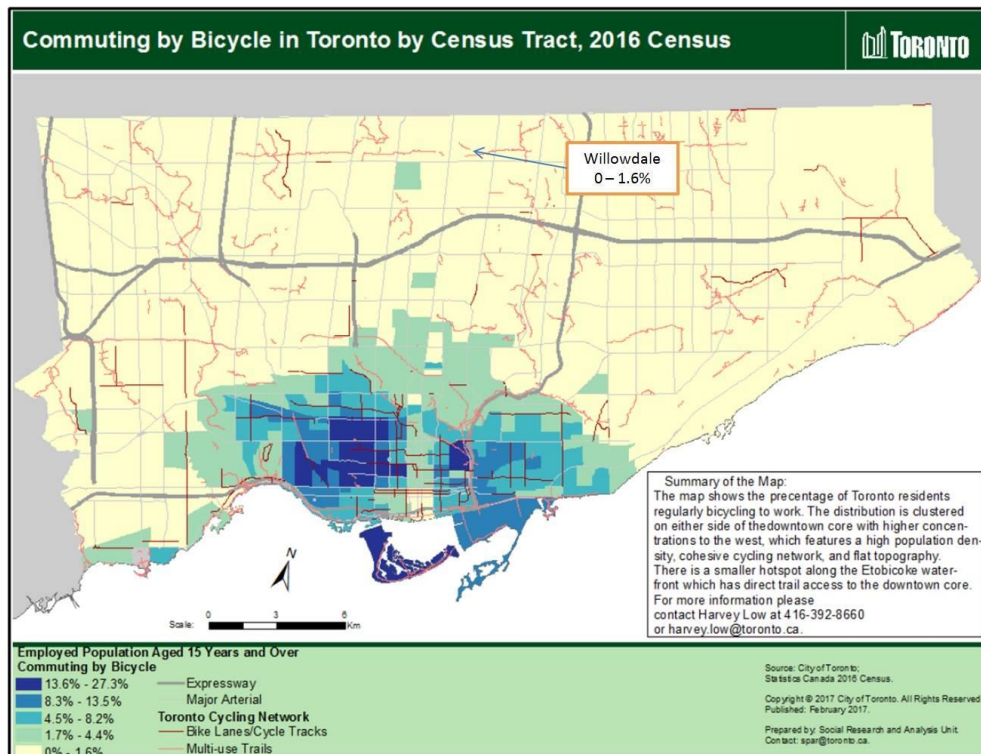 Commuting by Bicycle in Toronto by Census Tract, 2016 Census
TORONTO
Willowdale
0 – 1.6%
Summary of the Map:
The map shows the precentage of Toronto residents
regularly bicycling to work. The distribution is clustered
on either side of thedowntown core with higher concen-
trations to the west, which features a high population den-
sity, cohesive cycling network, and flat topography.
There is a smaller hotspot along the Etobicoke water-
front which has direct trail access to the downtown core.
For more information please
contact Harvey Low at 416-392-8660
or harvey.low@toronto.ca.
N
Scale: 0 3 6
Km
Employed Population Aged 15 Years and Over
Commuting by Bicycle
13.6% - 27.3%
8.3% - 13.5%
4.5% - 8.2%
1.7% - 4.4%
0% - 1.6%
Expressway
Major Arterial
Toronto Cycling Network
Bike Lanes/Cycle Tracks
Multi-use Trails
Source: City of Toronto;
Statistics Canada 2016 Census.
Copyright © 2017 City of Toronto. All Rights Reserved
Published: February 2017.
Prepared by: Social Research and Analysis Unit.
Contact: spar@toronto.ca.